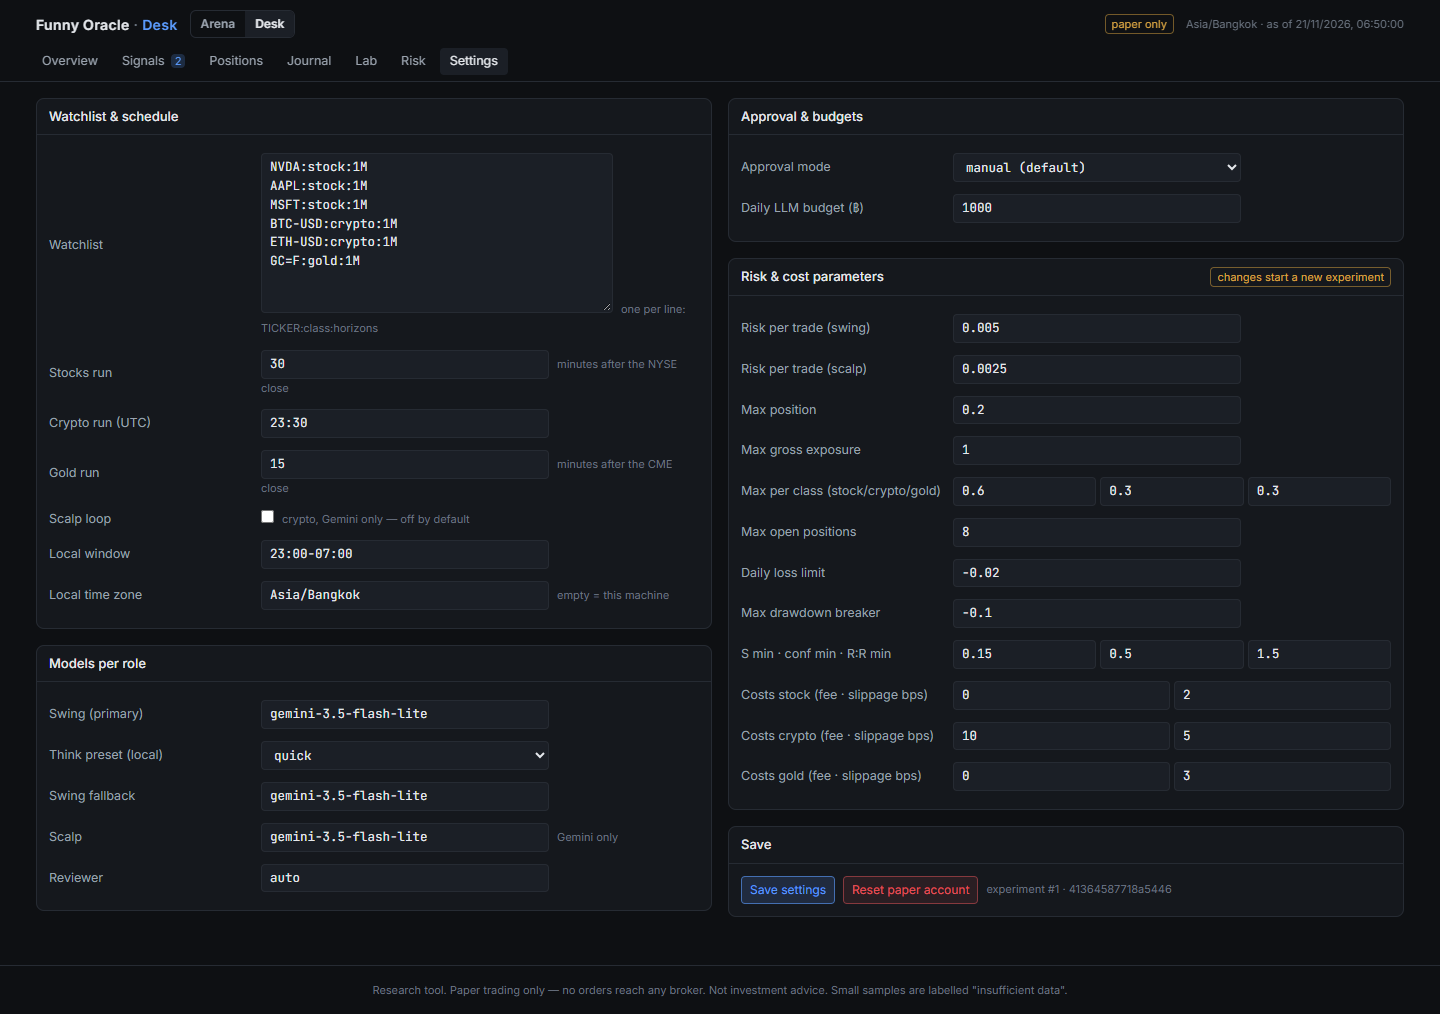 Funny Oracle · Desk
Arena
Desk
paper only
Asia/Bangkok · as of 21/11/2026, 06:50:00
Overview
Signals 2
Positions
Journal
Lab
Risk
Settings
Watchlist & schedule
Watchlist
NVDA:stock:1M
AAPL:stock:1M
MSFT:stock:1M
BTC-USD:crypto:1M
ETH-USD:crypto:1M
GC=F:gold:1M
one per line:
TICKER:class:horizons
Stocks run
30
minutes after the NYSE
close
Crypto run (UTC)
23:30
Gold run
15
minutes after the CME
close
Scalp loop
crypto, Gemini only — off by default
Local window
23:00-07:00
Local time zone
Asia/Bangkok
empty = this machine
Models per role
Swing (primary)
gemini-3.5-flash-lite
Think preset (local)
quick
Swing fallback
gemini-3.5-flash-lite
Scalp
gemini-3.5-flash-lite
Gemini only
Reviewer
auto
Approval & budgets
Approval mode
manual (default)
Daily LLM budget (฿)
1000
Risk & cost parameters
changes start a new experiment
Risk per trade (swing)
0.005
Risk per trade (scalp)
0.0025
Max position
0.2
Max gross exposure
1
Max per class (stock/crypto/gold)
0.6
0.3
0.3
Max open positions
8
Daily loss limit
-0.02
Max drawdown breaker
-0.1
S min · conf min · R:R min
0.15
0.5
1.5
Costs stock (fee · slippage bps)
0
2
Costs crypto (fee · slippage bps)
10
5
Costs gold (fee · slippage bps)
0
3
Save
Save settings
Reset paper account
experiment #1 · 41364587718a5446
Research tool. Paper trading only — no orders reach any broker. Not investment advice. Small samples are labelled "insufficient data".